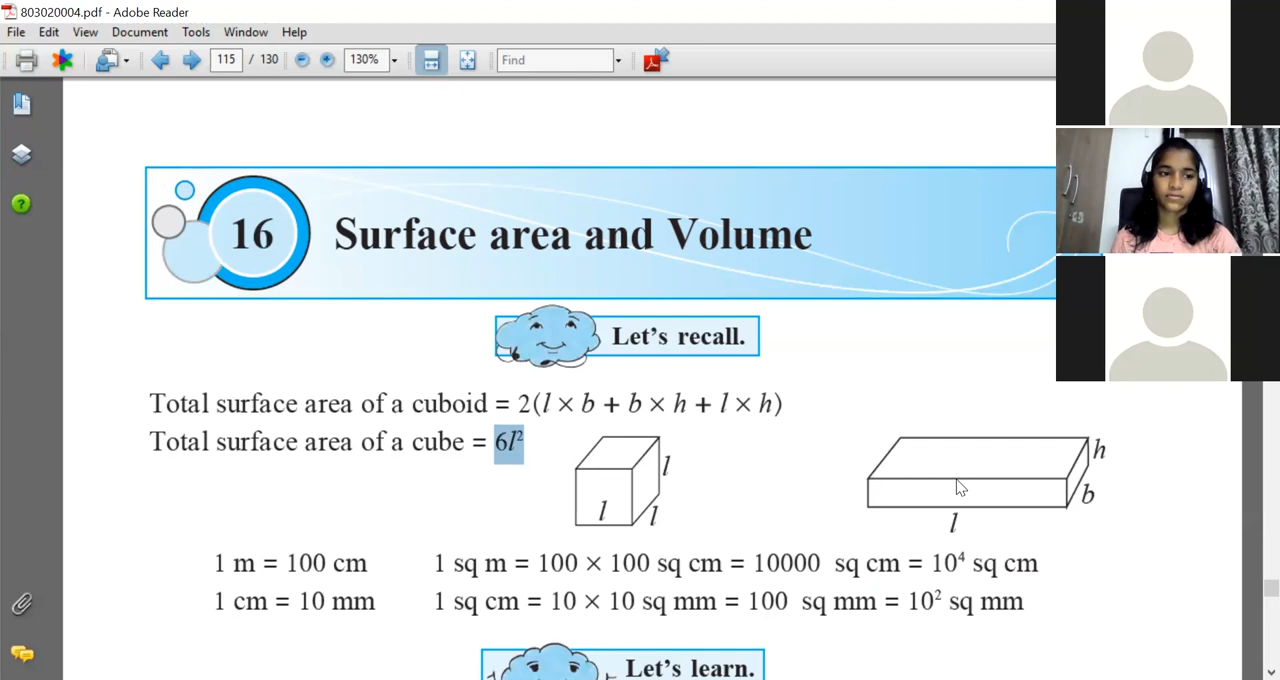 803020004.pdf - Adobe Reader
File Edit View Document Tools Window Help
115 / 130 130% Find
16 Surface area and Volume
Let's recall.
Total surface area of a cuboid = 2(l × b + b × h + l × h)
Total surface area of a cube = 6l²
l
l
l
h
b
l
1 m = 100 cm 1 sq m = 100 × 100 sq cm = 10000 sq cm = 10⁴ sq cm
1 cm = 10 mm 1 sq cm = 10 × 10 sq mm = 100 sq mm = 10² sq mm
Let's learn.